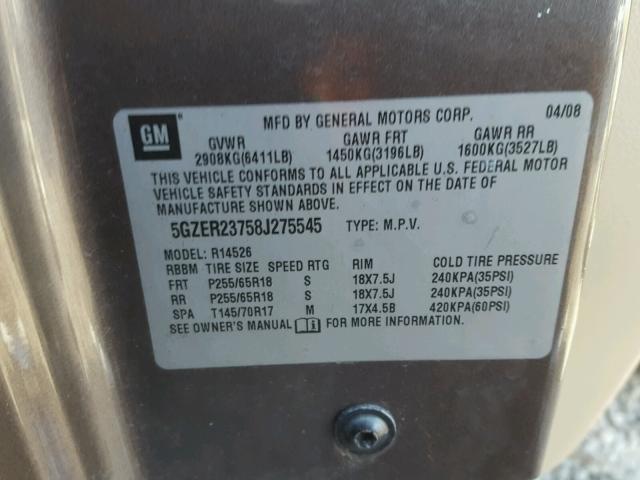 GM
MFD BY GENERAL MOTORS CORP. 04/08
GVWR GAWR FRT GAWR RR
2908KG(6411LB) 1450KG(3196LB) 1600KG(3527LB)
THIS VEHICLE CONFORMS TO ALL APPLICABLE U.S. FEDERAL MOTOR
VEHICLE SAFETY STANDARDS IN EFFECT ON THE DATE OF
MANUFACTURE SHOWN ABOVE.
5GZER23758J275545 TYPE: M.P.V.
MODEL: R14526
RBBM TIRE SIZE SPEED RTG RIM COLD TIRE PRESSURE
FRT P255/65R18 S 18X7.5J 240KPA(35PSI)
RR P255/65R18 S 18X7.5J 240KPA(35PSI)
SPA T145/70R17 M 17X4.5B 420KPA(60PSI)
SEE OWNER'S MANUAL FOR MORE INFORMATION.